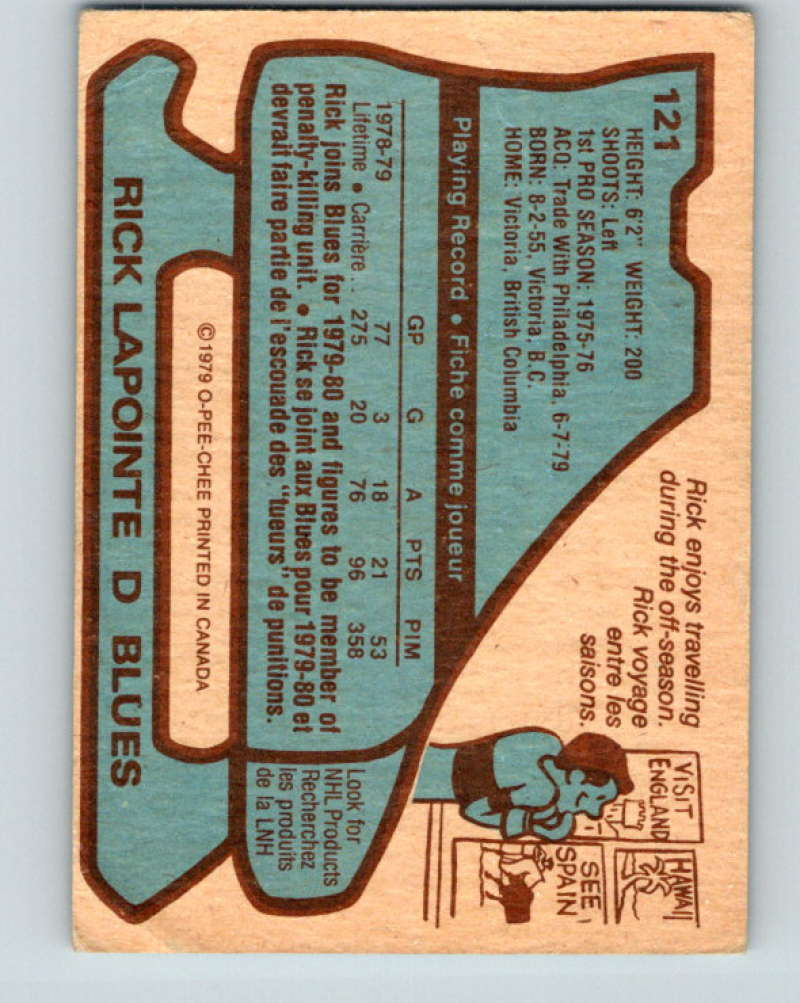 121
HEIGHT: 6'2" WEIGHT: 200
SHOOTS: Left
1st PRO SEASON: 1975-76
ACQ: Trade With Philadelphia, 6-7-79
BORN: 8-2-55, Victoria, B.C.
HOME: Victoria, British Columbia
Rick enjoys travelling
during the off-season.
Rick voyage
entre les
saisons.
VISIT
ENGLAND
HAWAII
SEE
SPAIN
Playing Record • Fiche comme joueur
GP G A PTS PIM
1978-79 77 3 18 21 53
Lifetime • Carrière... 275 20 76 96 358
Rick joins Blues for 1979-80 and figures to be member of
penalty-killing unit. • Rick se joint aux Blues pour 1979-80 et
devrait faire partie de l'escouade des "tueurs" de punitions.
Look for
NHL Products
Recherchez
les produits
de la LNH
© 1979 O-PEE-CHEE PRINTED IN CANADA
RICK LAPOINTE D BLUES